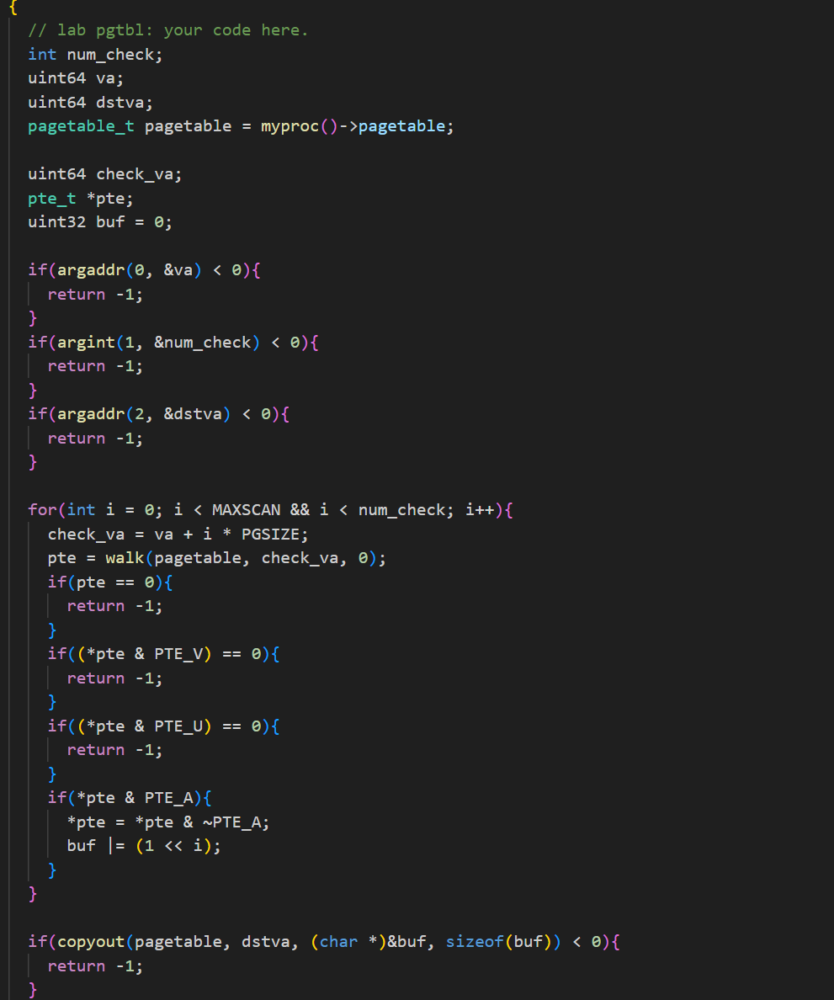 {
  // lab pgtbl: your code here.
  int num_check;
  uint64 va;
  uint64 dstva;
  pagetable_t pagetable = myproc()->pagetable;

  uint64 check_va;
  pte_t *pte;
  uint32 buf = 0;

  if(argaddr(0, &va) < 0){
    return -1;
  }
  if(argint(1, &num_check) < 0){
    return -1;
  }
  if(argaddr(2, &dstva) < 0){
    return -1;
  }

  for(int i = 0; i < MAXSCAN && i < num_check; i++){
    check_va = va + i * PGSIZE;
    pte = walk(pagetable, check_va, 0);
    if(pte == 0){
      return -1;
    }
    if((*pte & PTE_V) == 0){
      return -1;
    }
    if((*pte & PTE_U) == 0){
      return -1;
    }
    if(*pte & PTE_A){
      *pte = *pte & ~PTE_A;
      buf |= (1 << i);
    }
  }

  if(copyout(pagetable, dstva, (char *)&buf, sizeof(buf)) < 0){
    return -1;
  }